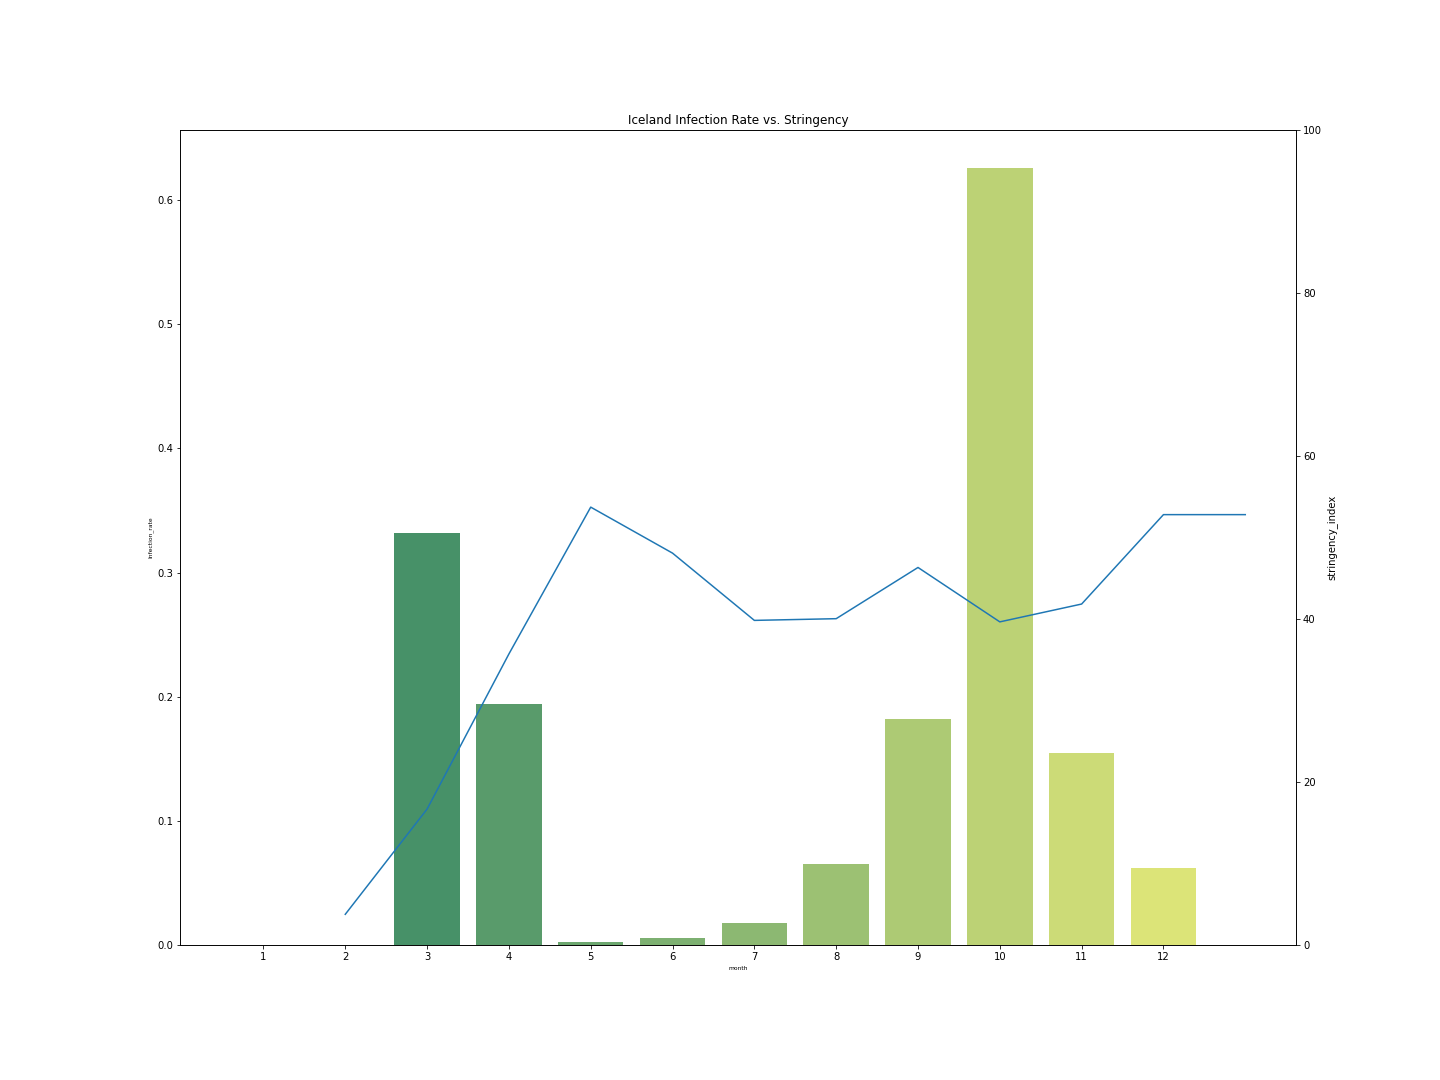 Iceland Infection Rate vs. Stringency
0.6
0.5
0.4
0.3
0.2
0.1
0.0
infection_rate
100
80
60
40
20
0
stringency_index
1 2 3 4 5 6 7 8 9 10 11 12
month